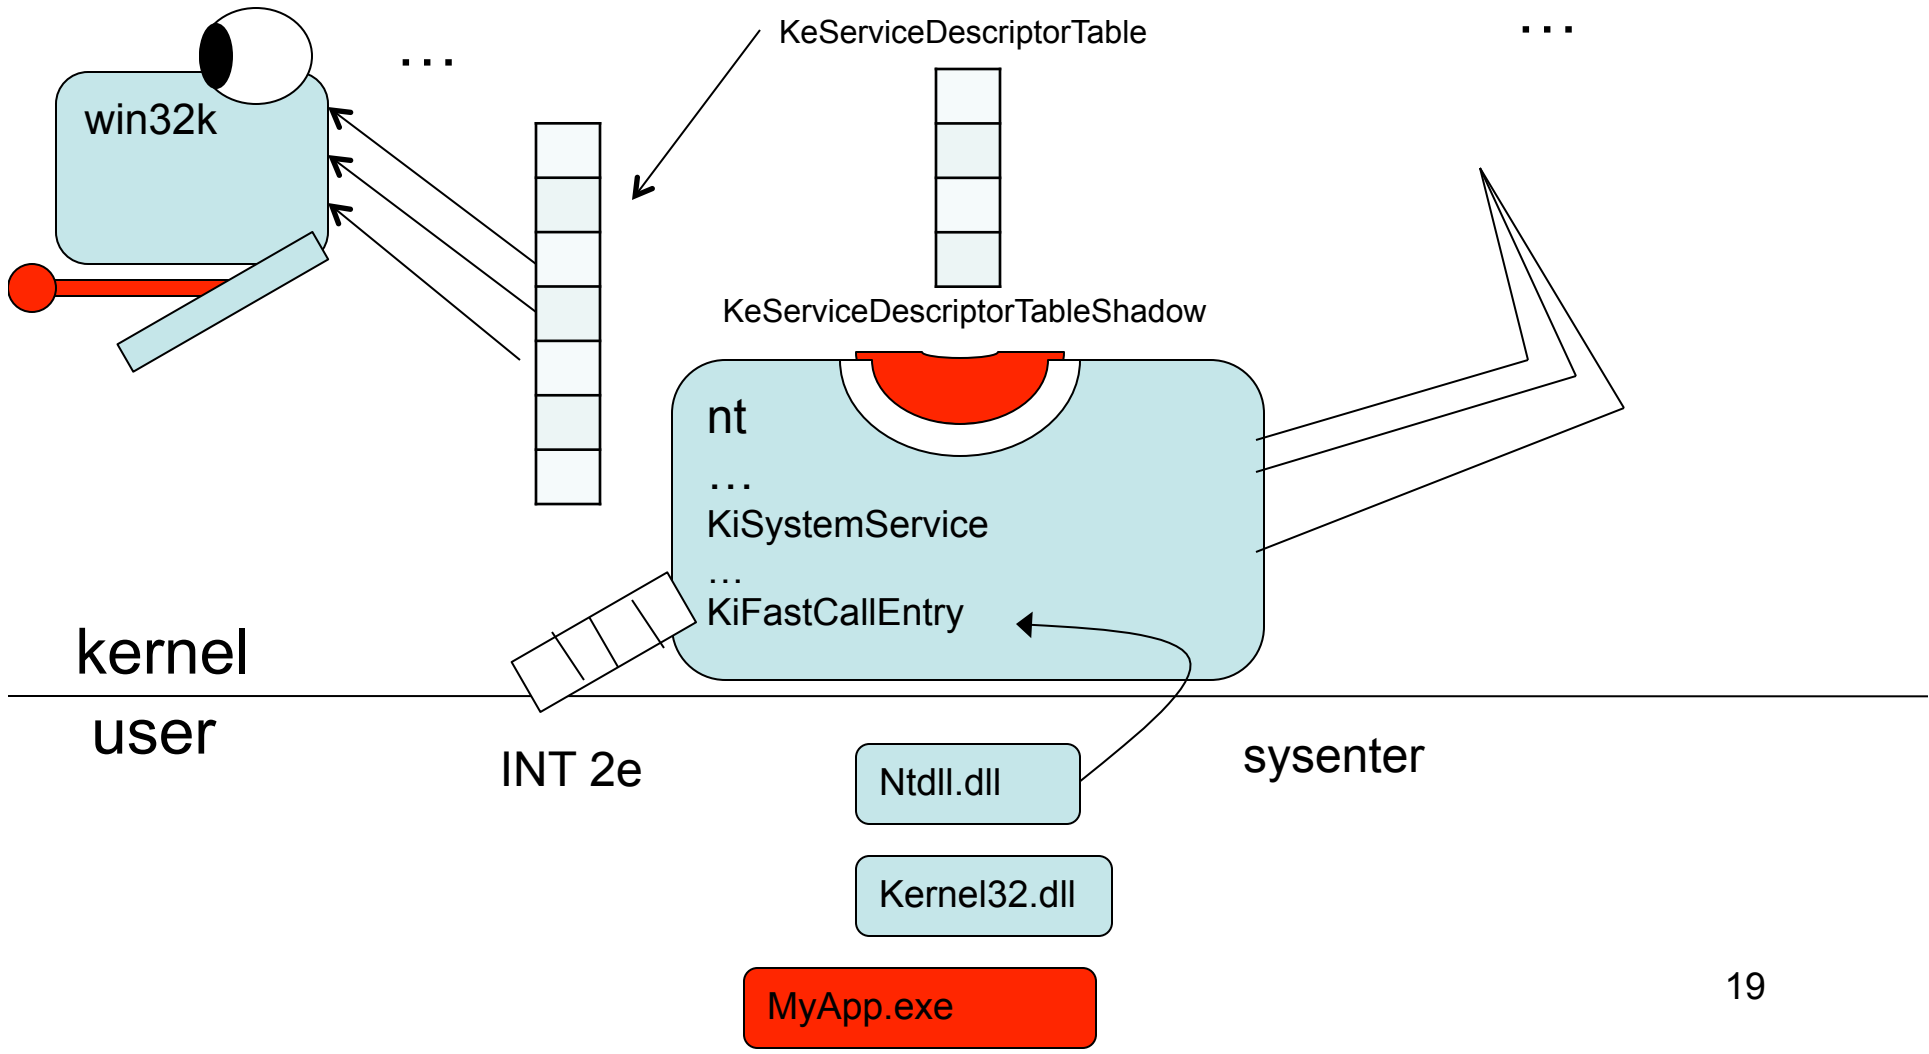 KeServiceDescriptorTable
...
...
win32k
KeServiceDescriptorTableShadow
nt
...
KiSystemService
...
KiFastCallEntry
kernel
user
INT 2e
sysenter
Ntdll.dll
Kernel32.dll
MyApp.exe
19